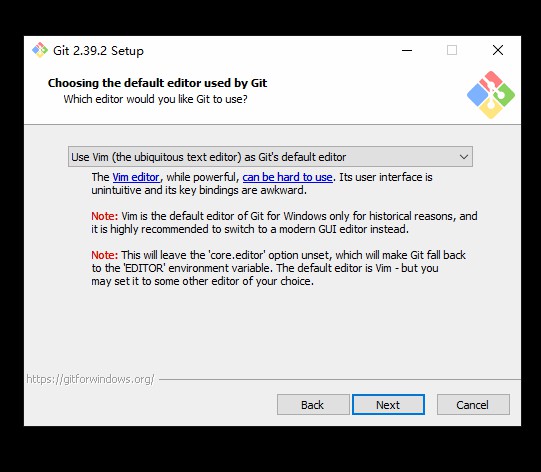 Git 2.39.2 Setup
Choosing the default editor used by Git
Which editor would you like Git to use?
Use Vim (the ubiquitous text editor) as Git's default editor
The Vim editor, while powerful, can be hard to use. Its user interface is
unintuitive and its key bindings are awkward.
Note: Vim is the default editor of Git for Windows only for historical reasons, and
it is highly recommended to switch to a modern GUI editor instead.
Note: This will leave the 'core.editor' option unset, which will make Git fall back
to the 'EDITOR' environment variable. The default editor is Vim - but you
may set it to some other editor of your choice.
https://gitforwindows.org/
Back Next Cancel